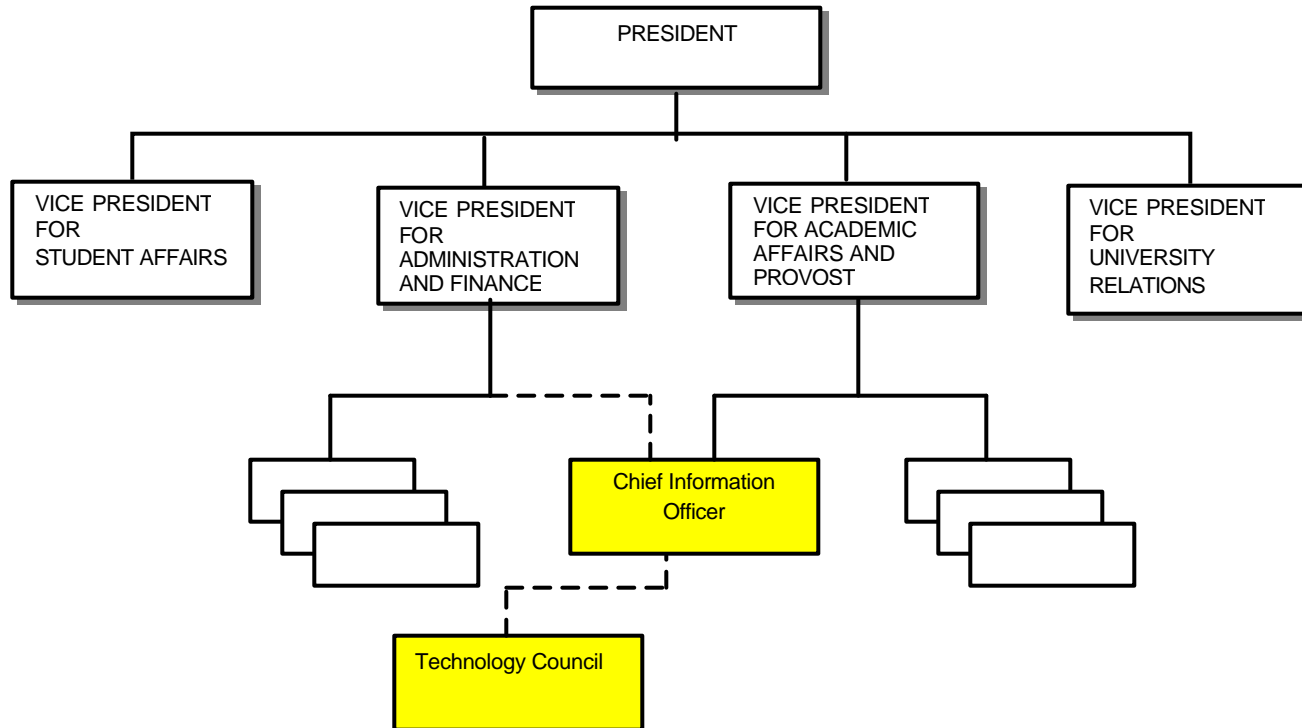 PRESIDENT
VICE PRESIDENT
FOR
STUDENT AFFAIRS
VICE PRESIDENT
FOR
ADMINISTRATION
AND FINANCE
VICE PRESIDENT
FOR ACADEMIC
AFFAIRS AND
PROVOST
VICE PRESIDENT
FOR
UNIVERSITY
RELATIONS
Chief Information
Officer
Technology Council